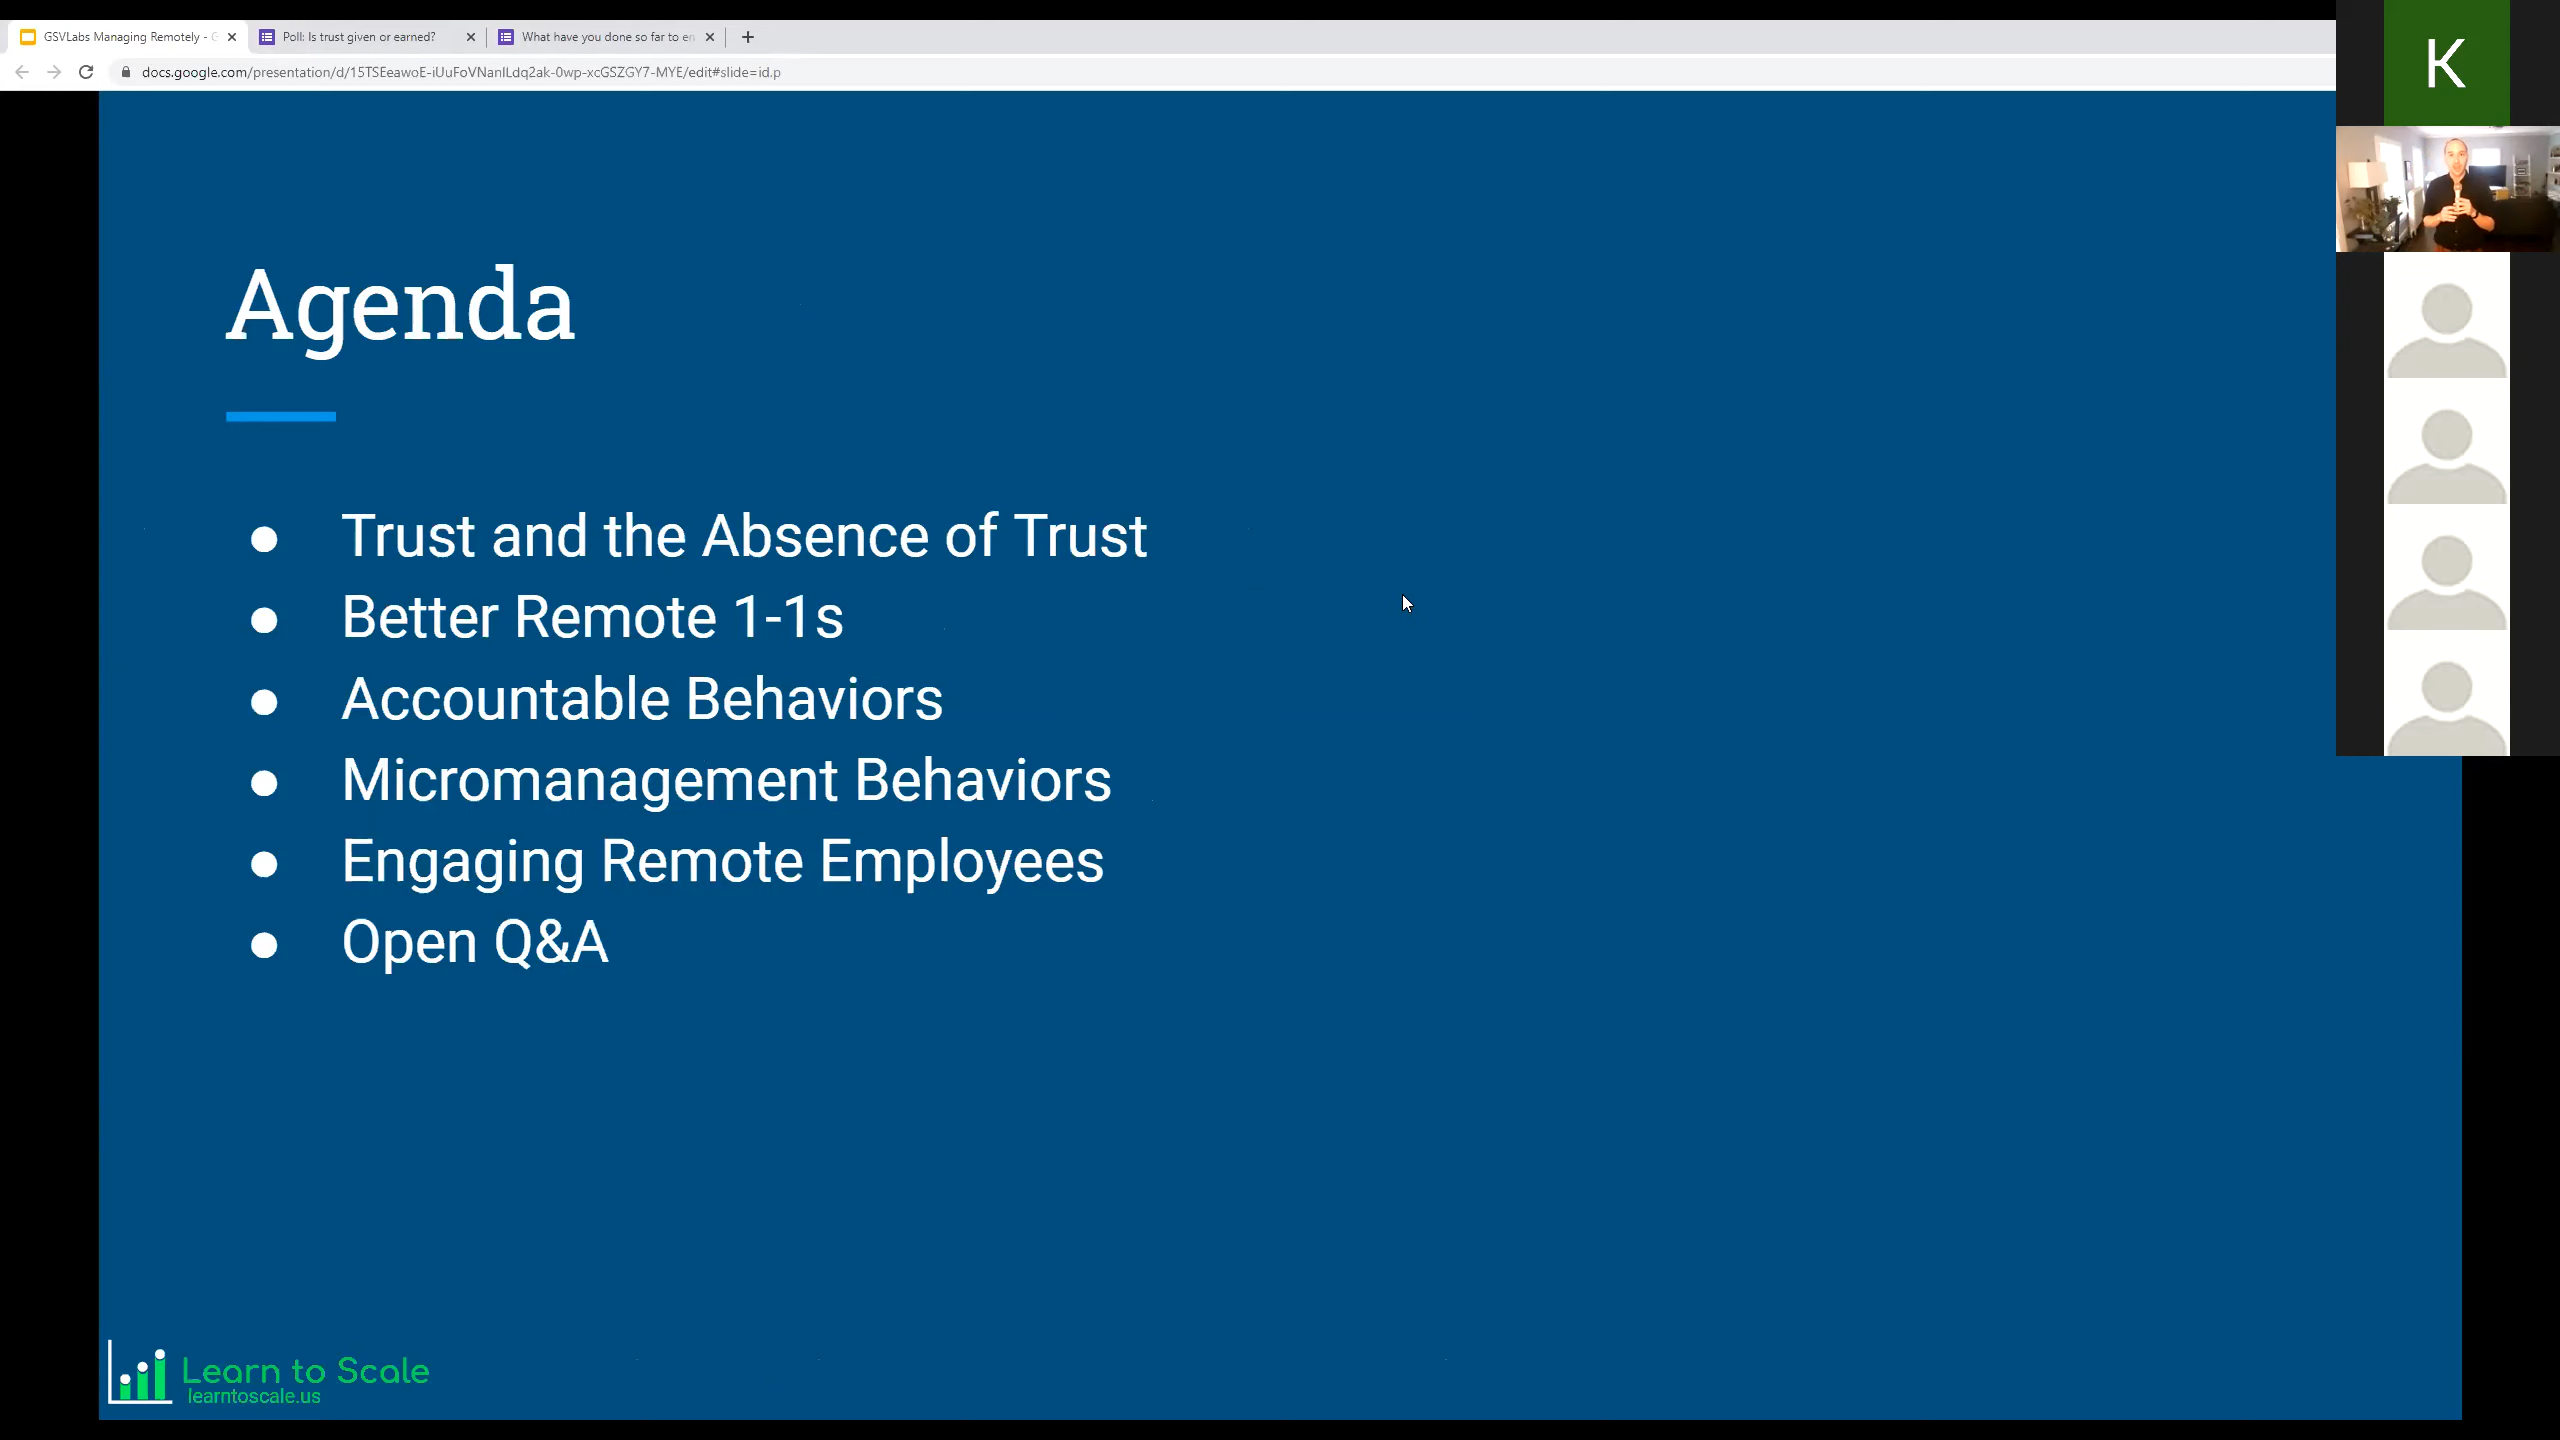 GSVLabs Managing Remotely - G
Poll: Is trust given or earned?
What have you done so far to en
docs.google.com/presentation/d/15TSEeawoE-iUuFoVNanILdq2ak-0wp-xcGSZGY7-MYE/edit#slide=id.p
K
Agenda
● Trust and the Absence of Trust
● Better Remote 1-1s
● Accountable Behaviors
● Micromanagement Behaviors
● Engaging Remote Employees
● Open Q&A
Learn to Scale
learntoscale.us